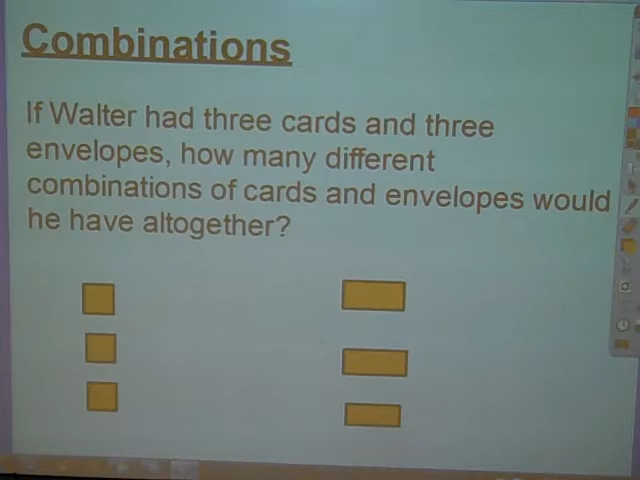 Combinations
If Walter had three cards and three
envelopes, how many different
combinations of cards and envelopes would
he have altogether?